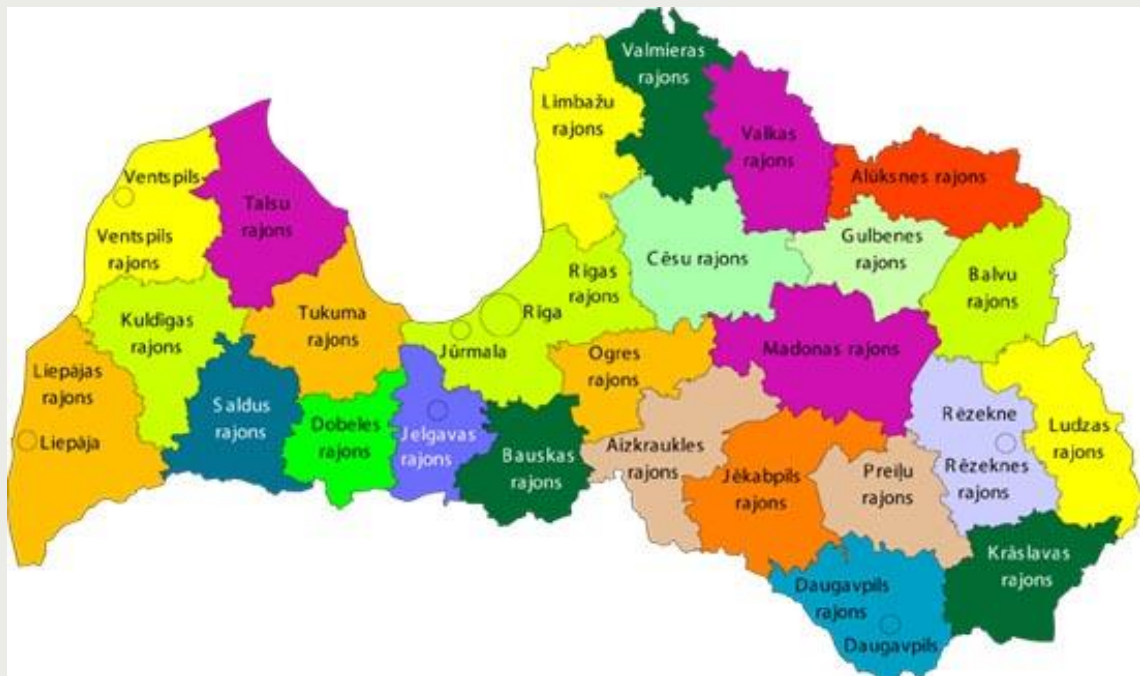 Valmieras
rajons
Limbažu
rajons
Valkas
rajons
Alūksnes rajons
Ventspils
Talsu
rajons
Ventspils
rajons
Cēsu rajons
Gulbenes
rajons
Balvu
rajons
Rīgas
rajons
Rīga
Jūrmala
Kuldīgas
rajons
Tukuma
rajons
Ogres
rajons
Madonas rajons
Liepājas
rajons
Liepāja
Saldus
rajons
Dobeles
rajons
Jelgavas
rajons
Bauskas
rajons
Aizkraukles
rajons
Jēkabpils
rajons
Preiļu
rajons
Rēzekne
Rēzeknes
rajons
Ludzas
rajons
Krāslavas
rajons
Daugavpils
rajons
Daugavpils